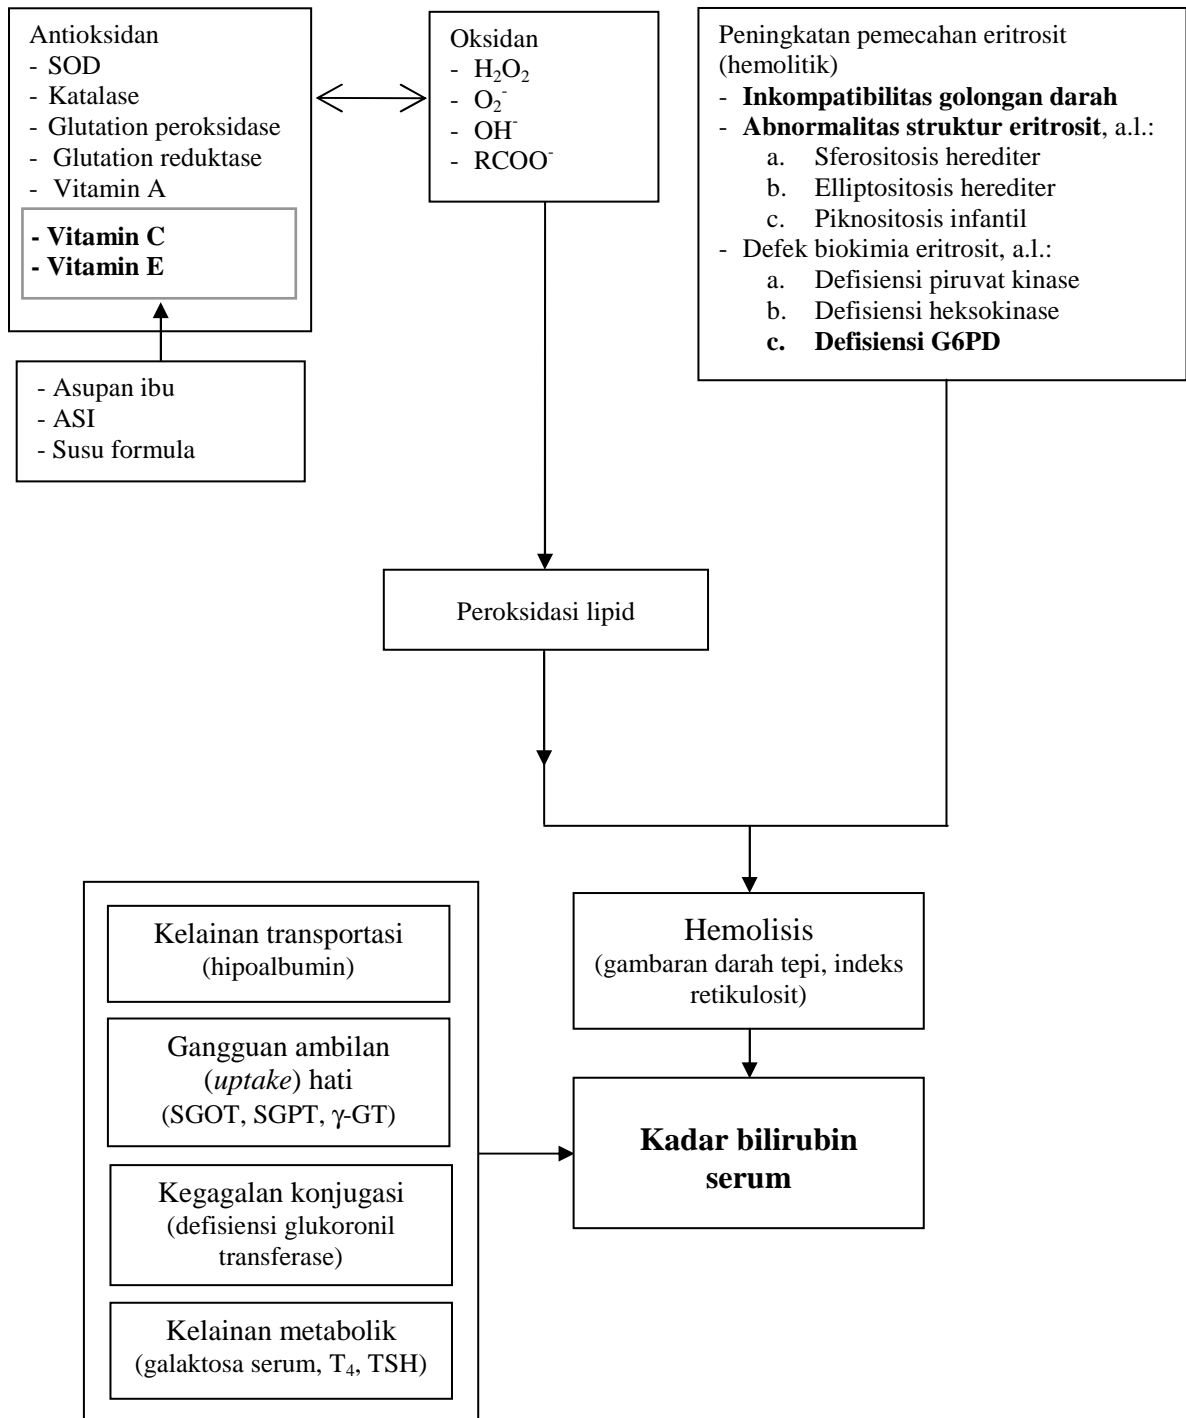 Antioksidan
- SOD
- Katalase
- Glutation peroksidase
- Glutation reduktase
- Vitamin A
- Vitamin C
- Vitamin E
- Asupan ibu
- ASI
- Susu formula
Oksidan
- H₂O₂
- O₂⁻
- OH⁻
- RCOO⁻
Peningkatan pemecahan eritrosit
(hemolitik)
- Inkompatibilitas golongan darah
- Abnormalitas struktur eritrosit, a.l.:
a. Sferositosis herediter
b. Elliptositosis herediter
c. Piknositosis infantil
- Defek biokimia eritrosit, a.l.:
a. Defisiensi piruvat kinase
b. Defisiensi heksokinase
c. Defisiensi G6PD
Peroksidasi lipid
Hemolisis
(gambaran darah tepi, indeks
retikulosit)
Kelainan transportasi
(hipoalbumin)
Gangguan ambilan
(uptake) hati
(SGOT, SGPT, γ-GT)
Kegagalan konjugasi
(defisiensi glukoronil
transferase)
Kelainan metabolik
(galaktosa serum, T₄, TSH)
Kadar bilirubin
serum